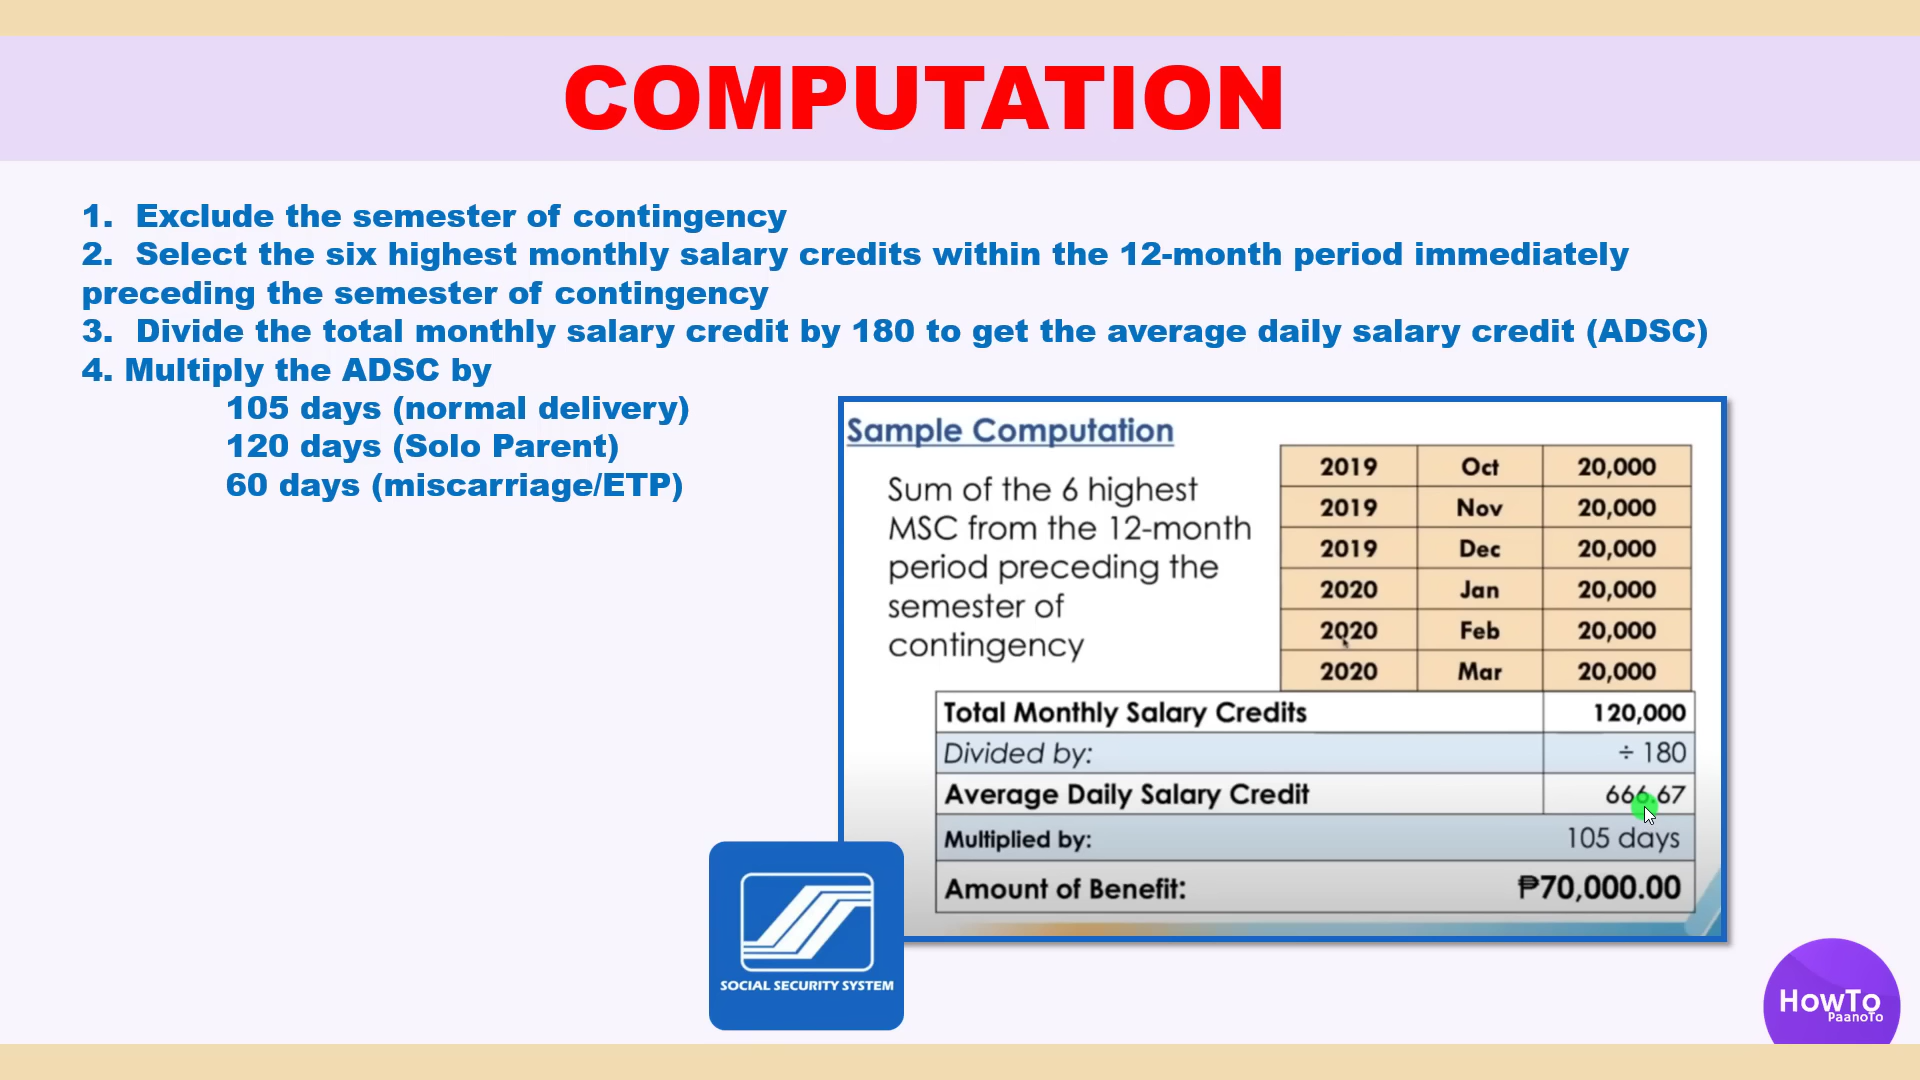 COMPUTATION
1. Exclude the semester of contingency
2. Select the six highest monthly salary credits within the 12-month period immediately
preceding the semester of contingency
3. Divide the total monthly salary credit by 180 to get the average daily salary credit (ADSC)
4. Multiply the ADSC by
105 days (normal delivery)
120 days (Solo Parent)
60 days (miscarriage/ETP)
Sample Computation
Sum of the 6 highest
MSC from the 12-month
period preceding the
semester of
contingency
2019 Oct 20,000
2019 Nov 20,000
2019 Dec 20,000
2020 Jan 20,000
2020 Feb 20,000
2020 Mar 20,000
Total Monthly Salary Credits 120,000
Divided by: ÷ 180
Average Daily Salary Credit 666.67
Multiplied by: 105 days
Amount of Benefit: ₱70,000.00
SOCIAL SECURITY SYSTEM
HowTo
PaanoTo